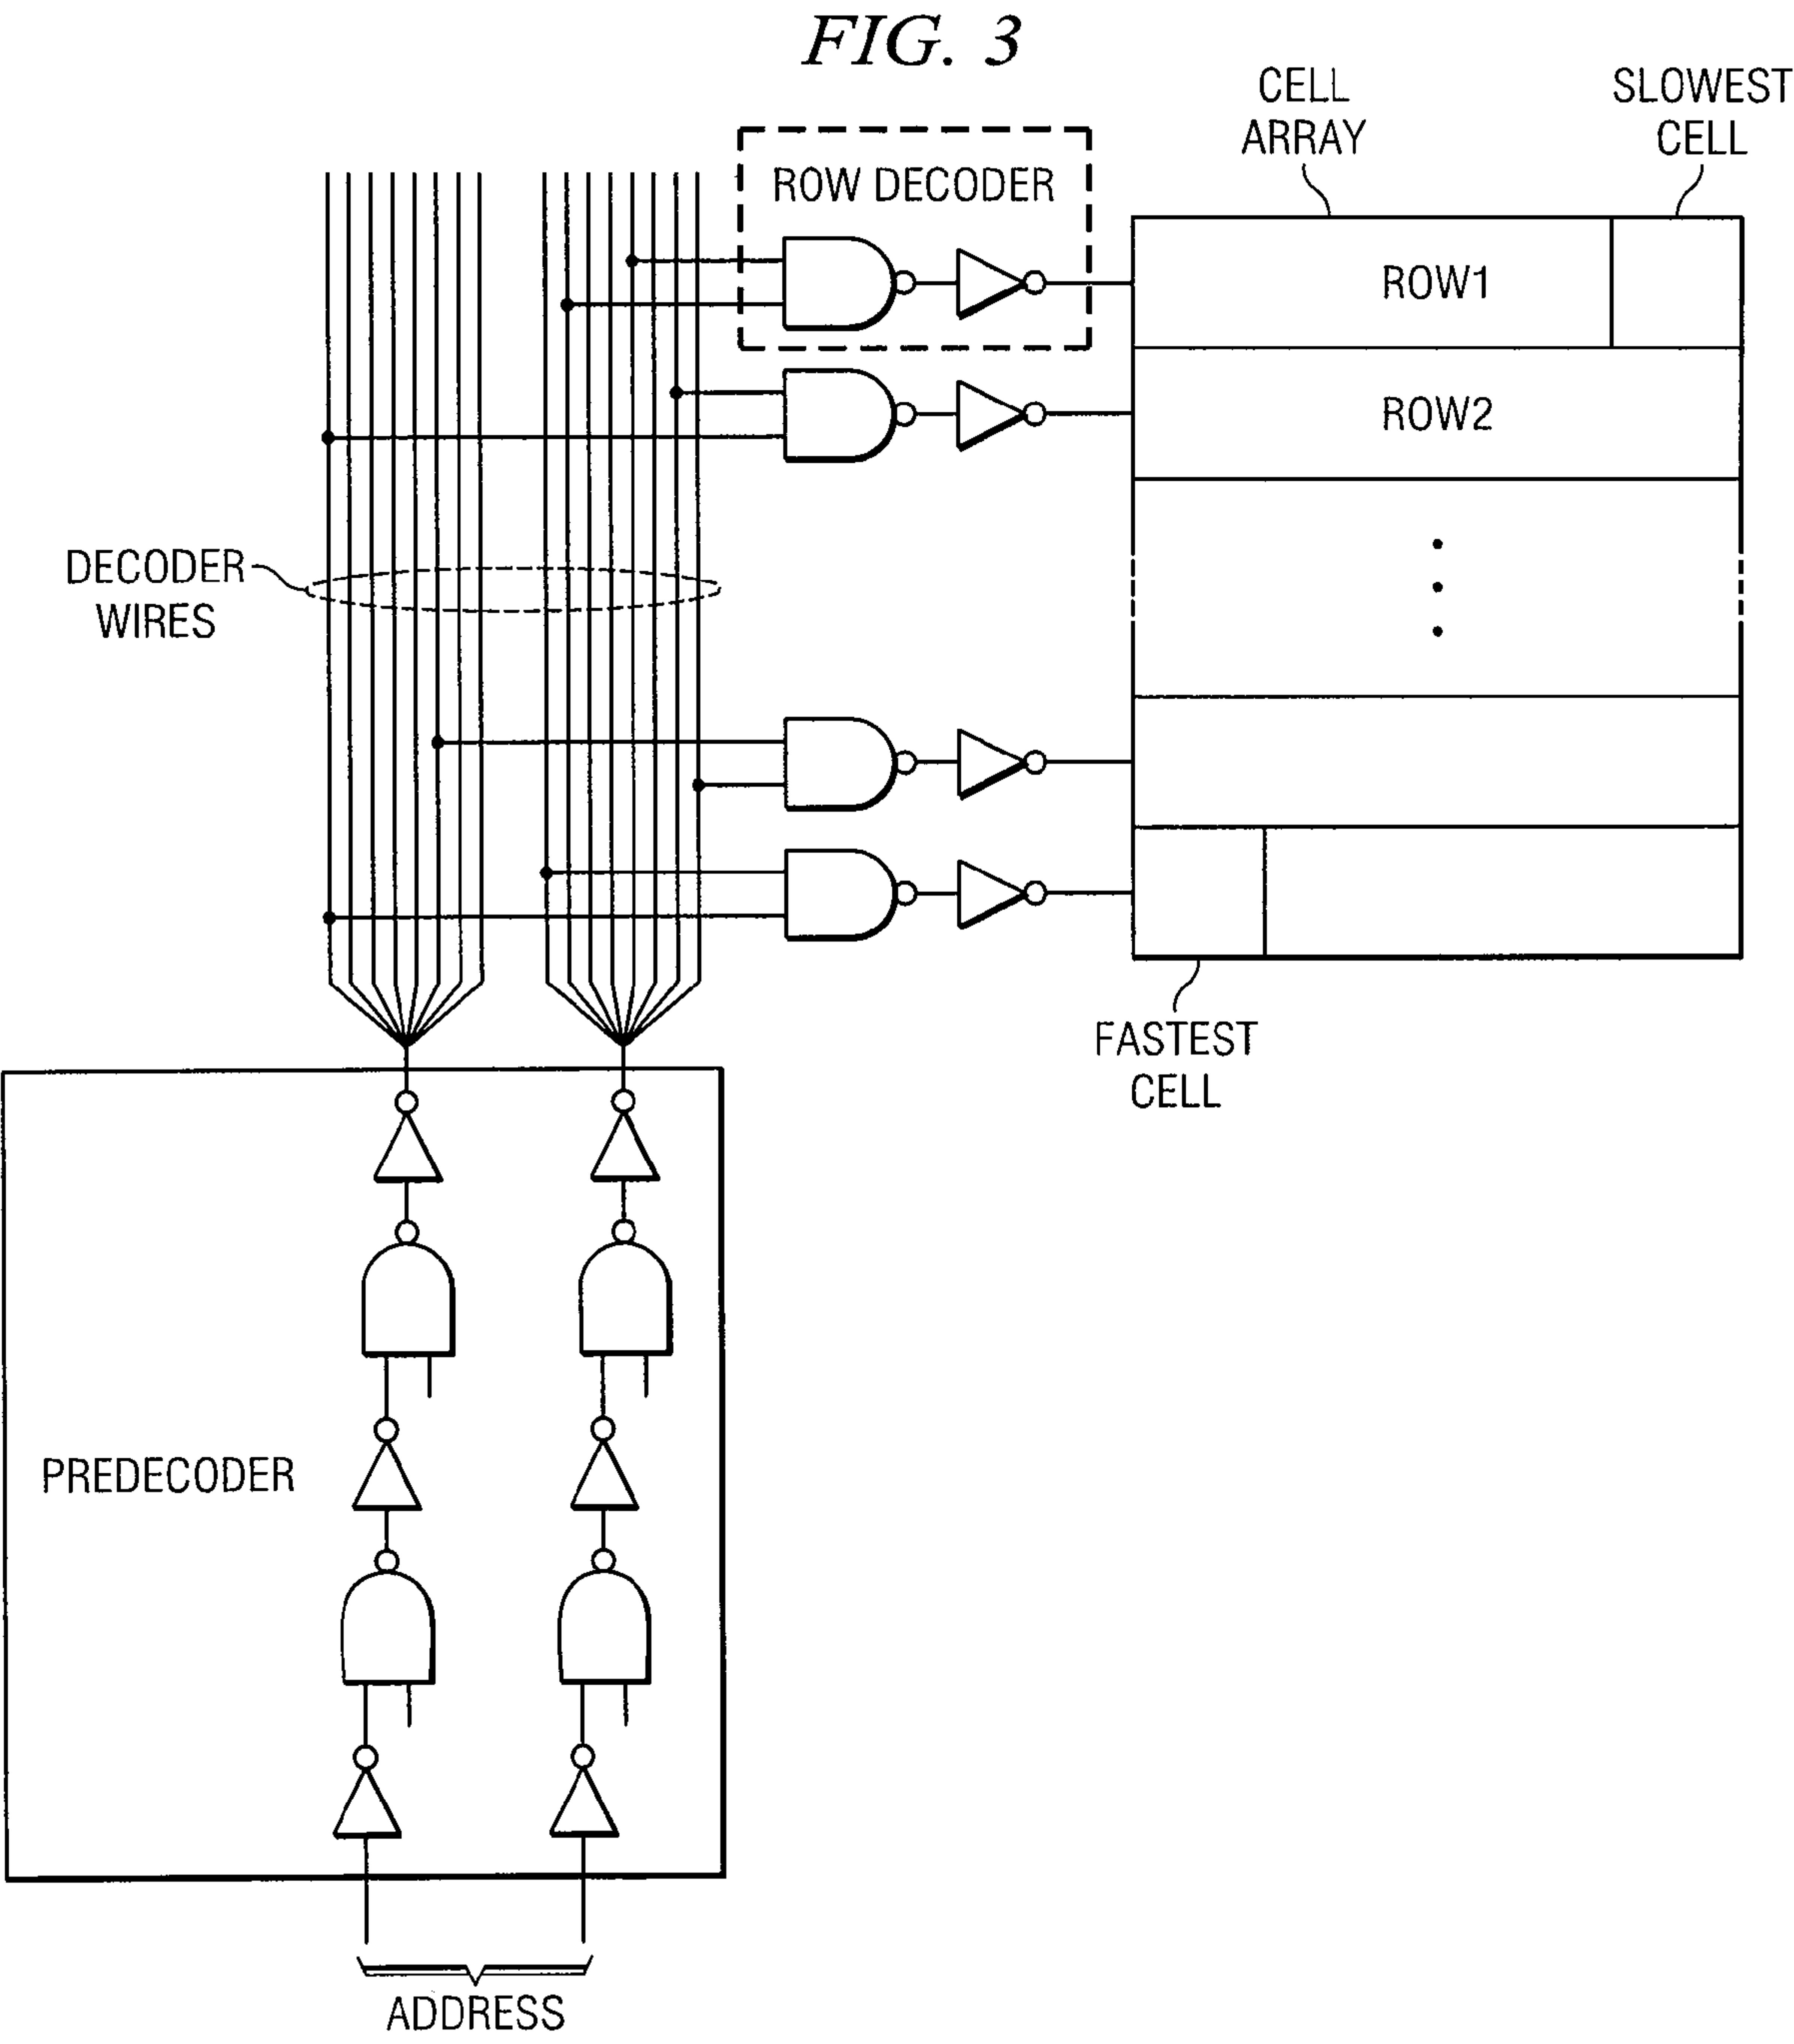 FIG. 3
CELL
ARRAY
SLOWEST
CELL
ROW DECODER
ROW1
ROW2
DECODER
WIRES
FASTEST
CELL
PREDECODER
ADDRESS